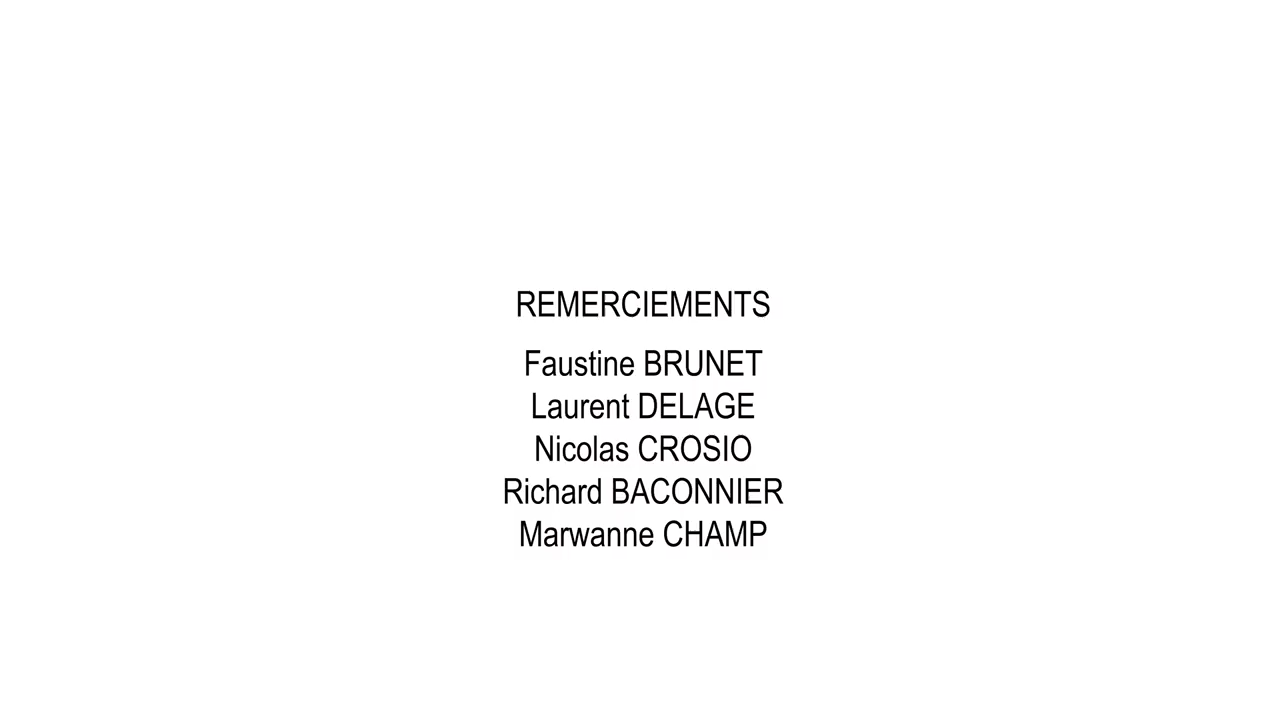 REMERCIEMENTS
Faustine BRUNET
Laurent DELAGE
Nicolas CROSIO
Richard BACONNIER
Marwanne CHAMP